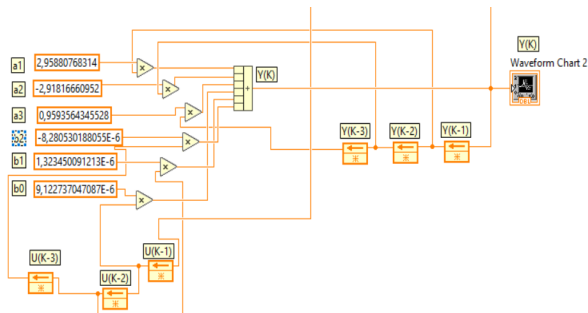 Y(K)
Waveform Chart 2
a1 2,95880768314
a2 -2,91816660952
Y(K)
a3 0,9593564345528
b2 -8,280530188055E-6
Y(K-3) Y(K-2) Y(K-1)
b1 1,323450091213E-6
b0 9,122737047087E-6
U(K-1)
U(K-3)
U(K-2)